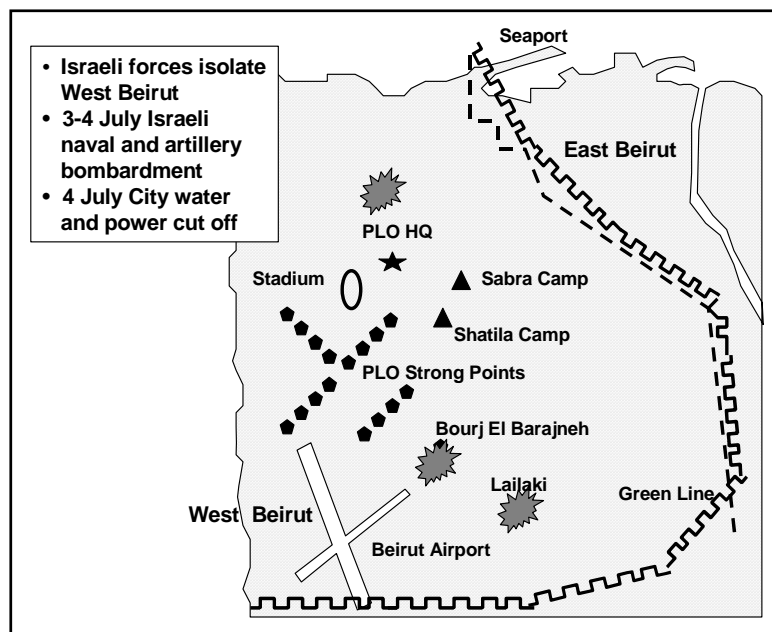 • Israeli forces isolate
West Beirut
• 3-4 July Israeli
naval and artillery
bombardment
• 4 July City water
and power cut off
Seaport
East Beirut
PLO HQ
Stadium
Sabra Camp
Shatila Camp
PLO Strong Points
Bourj El Barajneh
Lailaki
Green Line
West Beirut
Beirut Airport